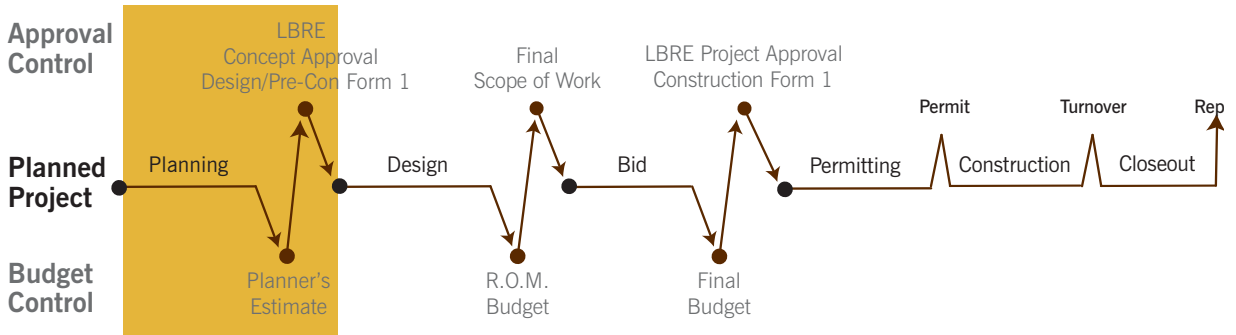 Approval
Control
LBRE
Concept Approval
Design/Pre-Con Form 1
Final
Scope of Work
LBRE Project Approval
Construction Form 1
Permit
Turnover
Rep
Planned
Project
Planning
Design
Bid
Permitting
Construction
Closeout
Budget
Control
Planner's
Estimate
R.O.M.
Budget
Final
Budget